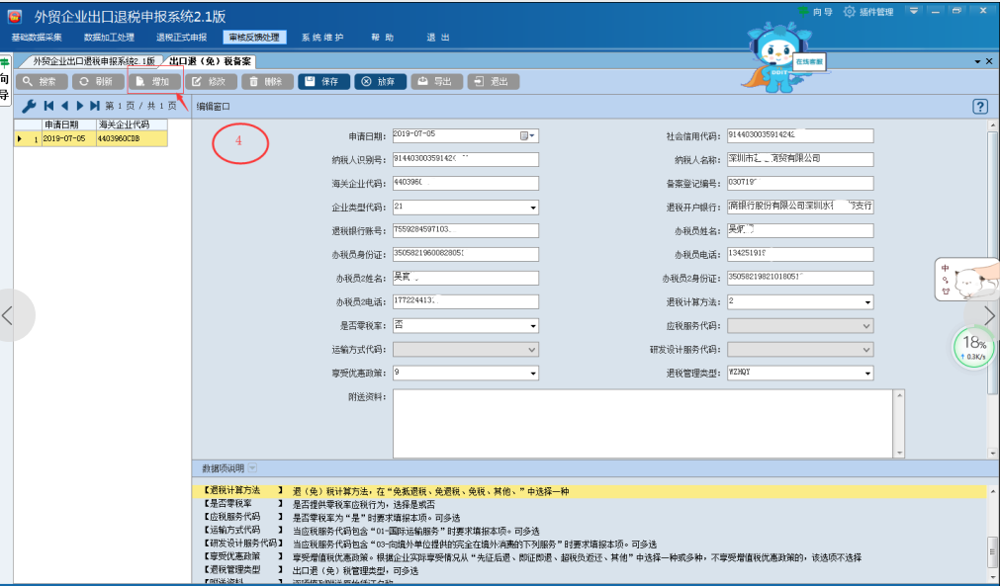 外贸企业出口退税申报系统2.1版
向导 插件管理
基础数据采集 数据加工处理 退税正式申报 审核反馈处理 系统维护 帮助 退出
外贸企业出口退税申报系统2.1版 出口退（免）税备案
在线客服
向导
搜索 刷新 增加 修改 删除 保存 放弃 导出 退出
第 1 页 / 共 1 页
编辑窗口
申请日期 海关企业代码
1 2019-07-05 4403960CDB
4
申请日期： 2019-07-05
社会信用代码： 914403003591424
纳税人识别号： 91440300359142
纳税人名称： 深圳市 商贸有限公司
海关企业代码： 440396
备案登记编号： 030719
企业类型代码： 21
退税开户银行： 商银行股份有限公司深圳水 支行
退税银行账号： 7559284597103
办税员姓名： 吴
办税员身份证： 3505821960082805
办税员电话： 13425191
办税员2姓名： 吴
办税员2身份证： 3505821982101805
办税员2电话： 177224413
退税计算方法： 2
是否零税率： 否
应税服务代码：
运输方式代码：
研发设计服务代码：
享受优惠政策： 9
退税管理类型： WZHQY
附送资料：
中
18%
0.3K/s
数据项说明
【退税计算方法 】 退（免）税计算方法，在“免抵退税、免退税、免税、其他、”中选择一种
【是否零税率 】 是否提供零税率应税行为，选择是或否
【应税服务代码 】 是否零税率为“是”时要求填报本项。可多选
【运输方式代码 】 当应税服务代码包含“01-国际运输服务”时要求填报本项。可多选
【研发设计服务代码】 当应税服务代码包含“03-向境外单位提供的完全在境外消费的下列服务”时要求填报本项。可多选
【享受优惠政策 】 享受增值税优惠政策。根据企业实际享受情况从“先征后退、即征即退、超税负返还、其他”中选择一种或多种，不享受增值税优惠政策的，该选项不选择
【退税管理类型 】 出口退（免）税管理类型，可多选